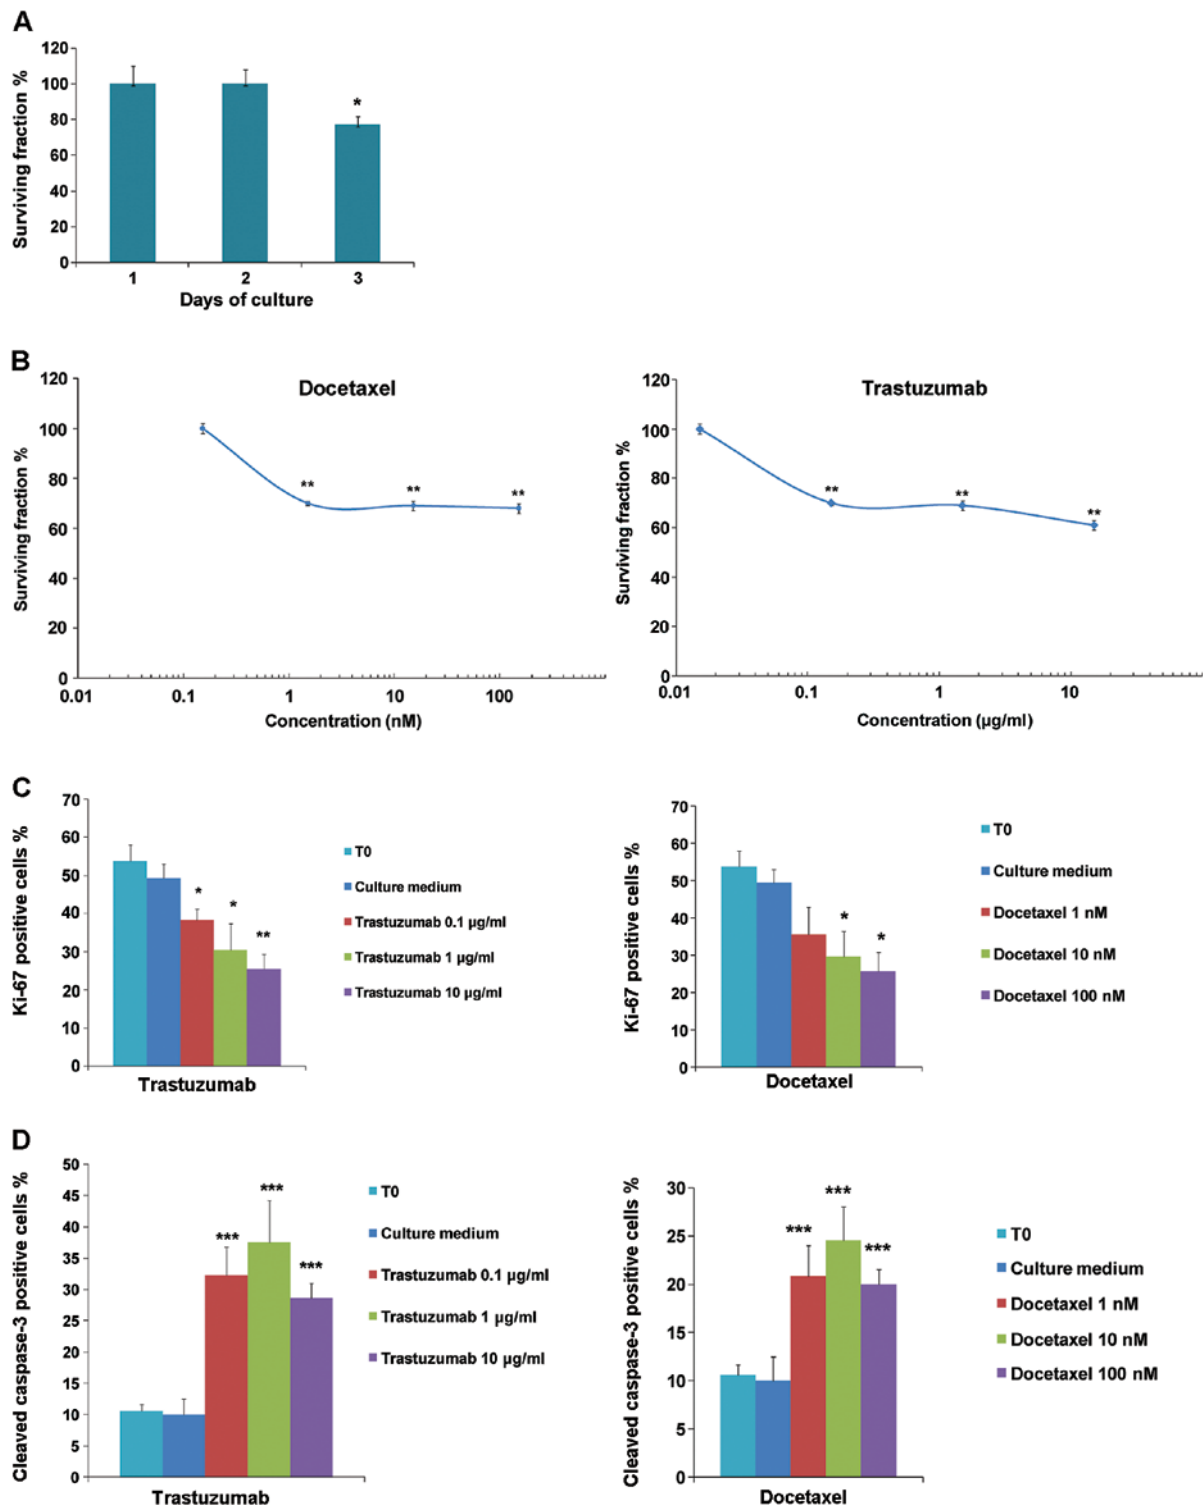 A
120
100
80
60
40
20
0
Surviving fraction %
*
1 2 3
Days of culture
B
Docetaxel
120
100
80
60
40
20
0
Surviving fraction %
** ** **
0.01 0.1 1 10 100
Concentration (nM)
Trastuzumab
120
100
80
60
40
20
0
Surviving fraction %
** ** **
0.01 0.1 1 10
Concentration (µg/ml)
C
70
60
50
40
30
20
10
0
Ki-67 positive cells %
* * **
Trastuzumab
T0
Culture medium
Trastuzumab 0.1 µg/ml
Trastuzumab 1 µg/ml
Trastuzumab 10 µg/ml
70
60
50
40
30
20
10
0
Ki-67 positive cells %
* *
Docetaxel
T0
Culture medium
Docetaxel 1 nM
Docetaxel 10 nM
Docetaxel 100 nM
D
50
45
40
35
30
25
20
15
10
5
0
Cleaved caspase-3 positive cells %
*** *** ***
Trastuzumab
T0
Culture medium
Trastuzumab 0.1 µg/ml
Trastuzumab 1 µg/ml
Trastuzumab 10 µg/ml
30
25
20
15
10
5
0
Cleaved caspase-3 positive cells %
*** *** ***
Docetaxel
T0
Culture medium
Docetaxel 1 nM
Docetaxel 10 nM
Docetaxel 100 nM